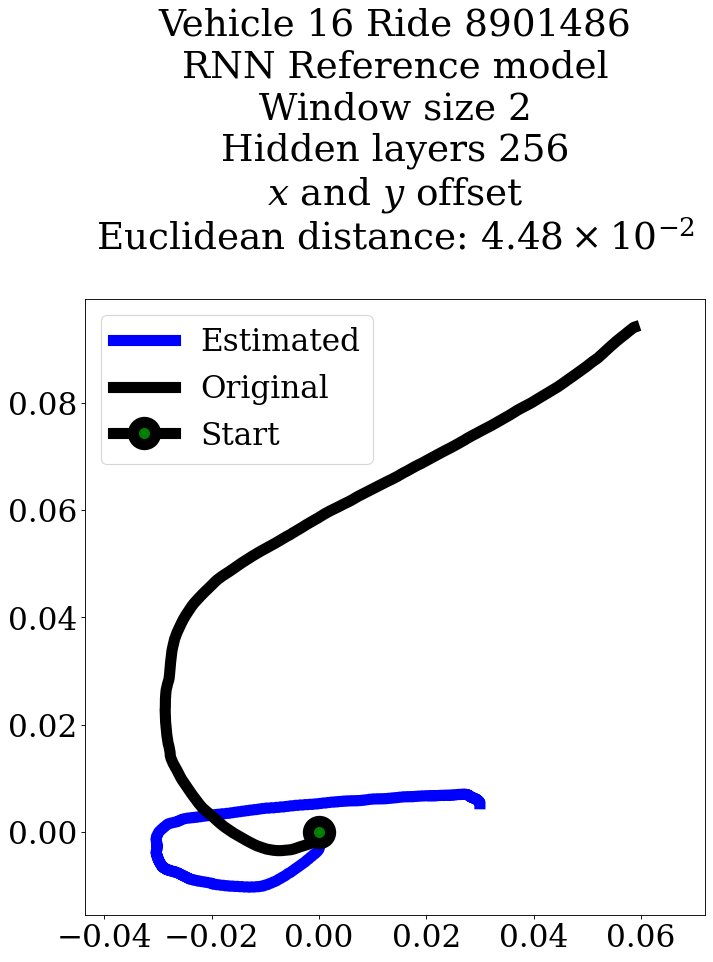 Vehicle 16 Ride 8901486
RNN Reference model
Window size 2
Hidden layers 256
x and y offset
Euclidean distance: 4.48 × 10⁻²
Estimated
Original
Start
0.08
0.06
0.04
0.02
0.00
−0.04 −0.02 0.00 0.02 0.04 0.06